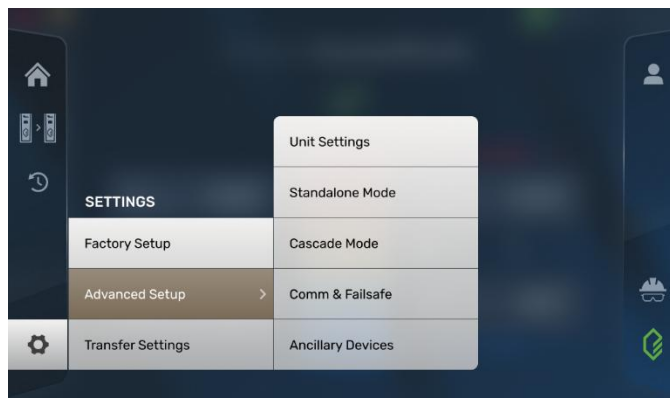 SETTINGS
Factory Setup
Advanced Setup
Transfer Settings
Unit Settings
Standalone Mode
Cascade Mode
Comm & Failsafe
Ancillary Devices